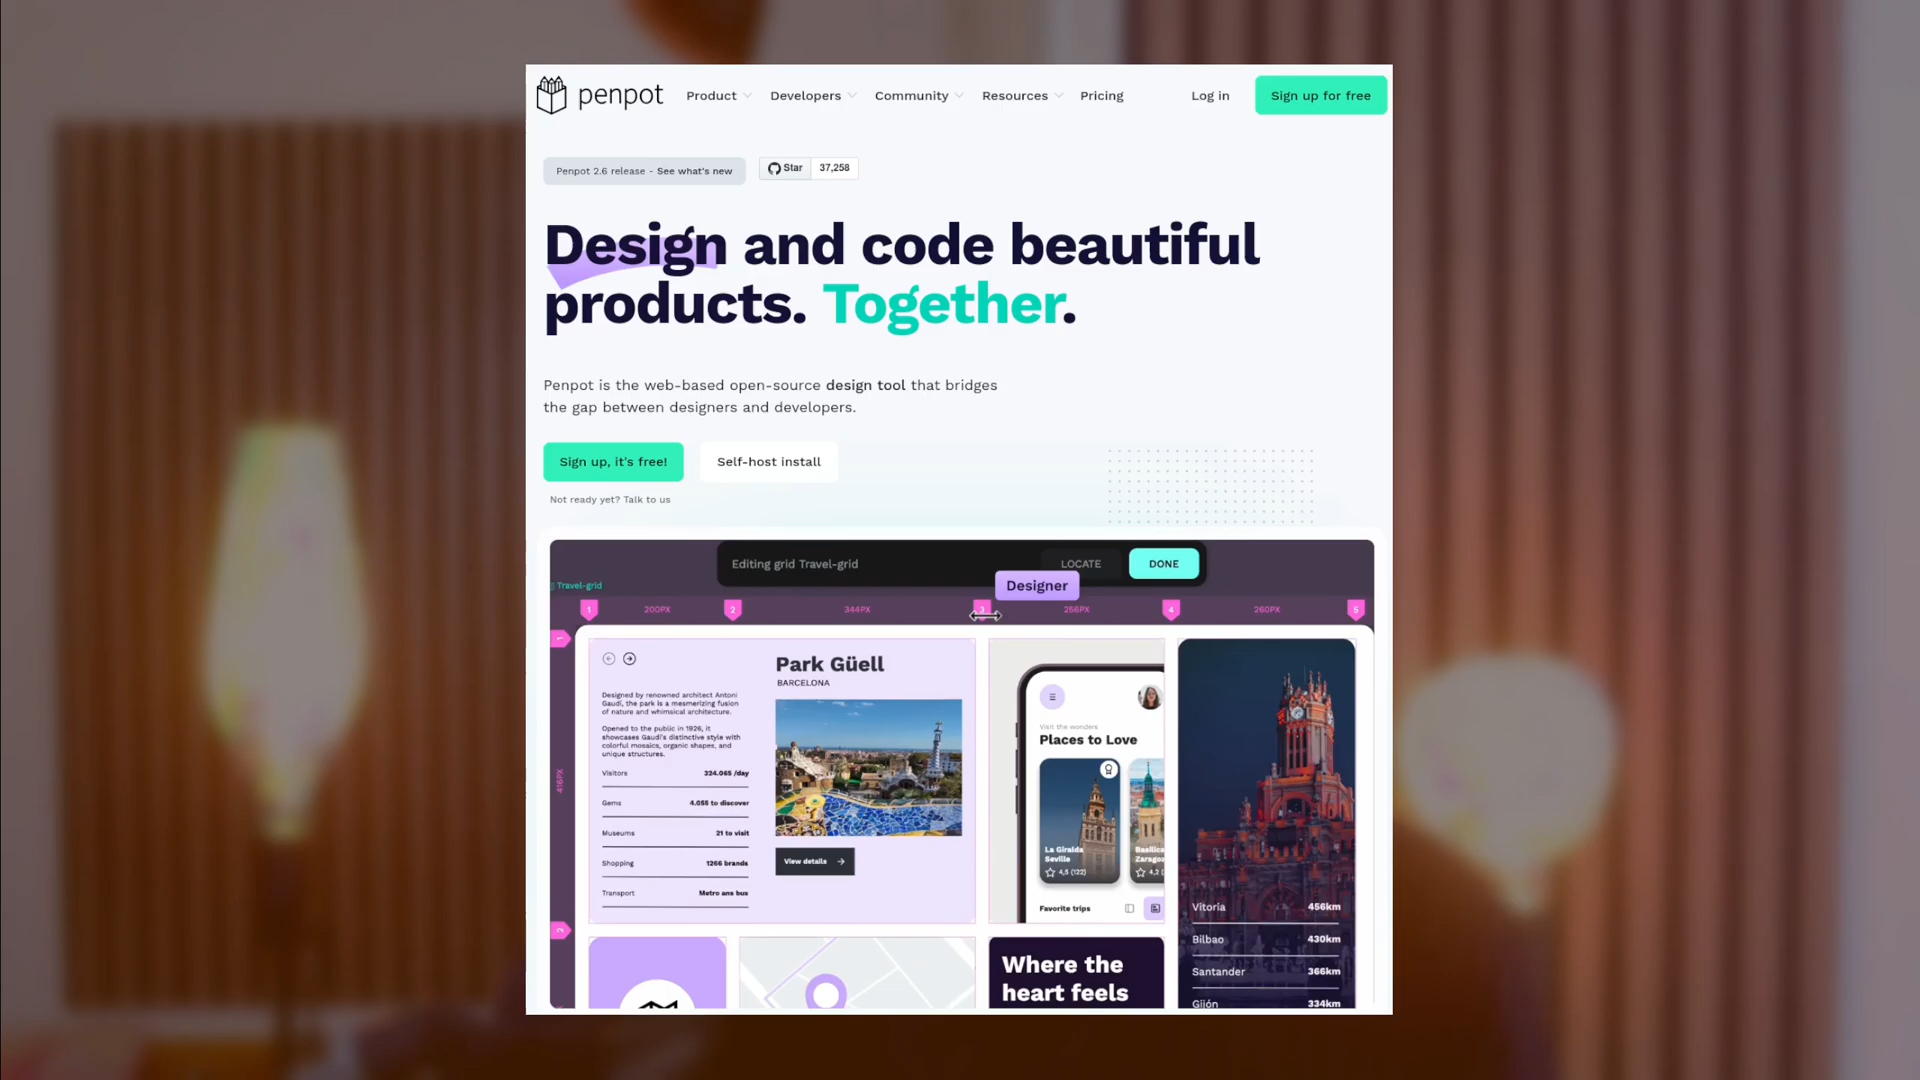 penpot
Product
Developers
Community
Resources
Pricing
Log in
Sign up for free
Penpot 2.6 release - See what's new
Star
37,258
Design and code beautiful
products. Together.
Penpot is the web-based open-source design tool that bridges
the gap between designers and developers.
Sign up, it's free!
Self-host install
Not ready yet? Talk to us
Editing grid Travel-grid
LOCATE
DONE
Designer
Travel-grid
1
200PX
2
344PX
3
256PX
4
260PX
5
1
416PX
2
Park Güell
BARCELONA
Designed by renowned architect Antoni
Gaudí, the park is a mesmerizing fusion
of nature and whimsical architecture.
Opened to the public in 1926, it
showcases Gaudí's distinctive style with
colorful mosaics, organic shapes, and
unique structures.
Visitors 324.065 /day
Gems 4.055 to discover
Museums 21 to visit
Shopping 1266 brands
Transport Metro ans bus
View details
Visit the wonders
Places to Love
La Giralda
Seville
4,5 (122)
Basilica
Zaragoz
4,2 (
Favorite trips
Vitoria 456km
Bilbao 430km
Santander 366km
Gijón 334km
Where the
heart feels